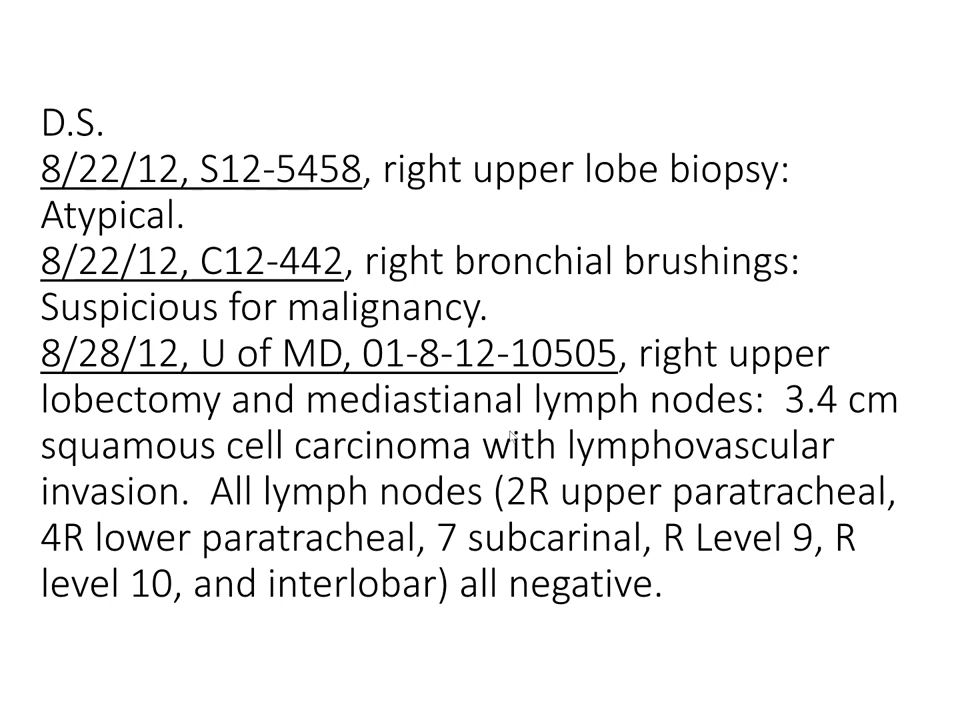 D.S.
8/22/12, S12-5458, right upper lobe biopsy:
Atypical.
8/22/12, C12-442, right bronchial brushings:
Suspicious for malignancy.
8/28/12, U of MD, 01-8-12-10505, right upper
lobectomy and mediastianal lymph nodes:  3.4 cm
squamous cell carcinoma with lymphovascular
invasion.  All lymph nodes (2R upper paratracheal,
4R lower paratracheal, 7 subcarinal, R Level 9, R
level 10, and interlobar) all negative.